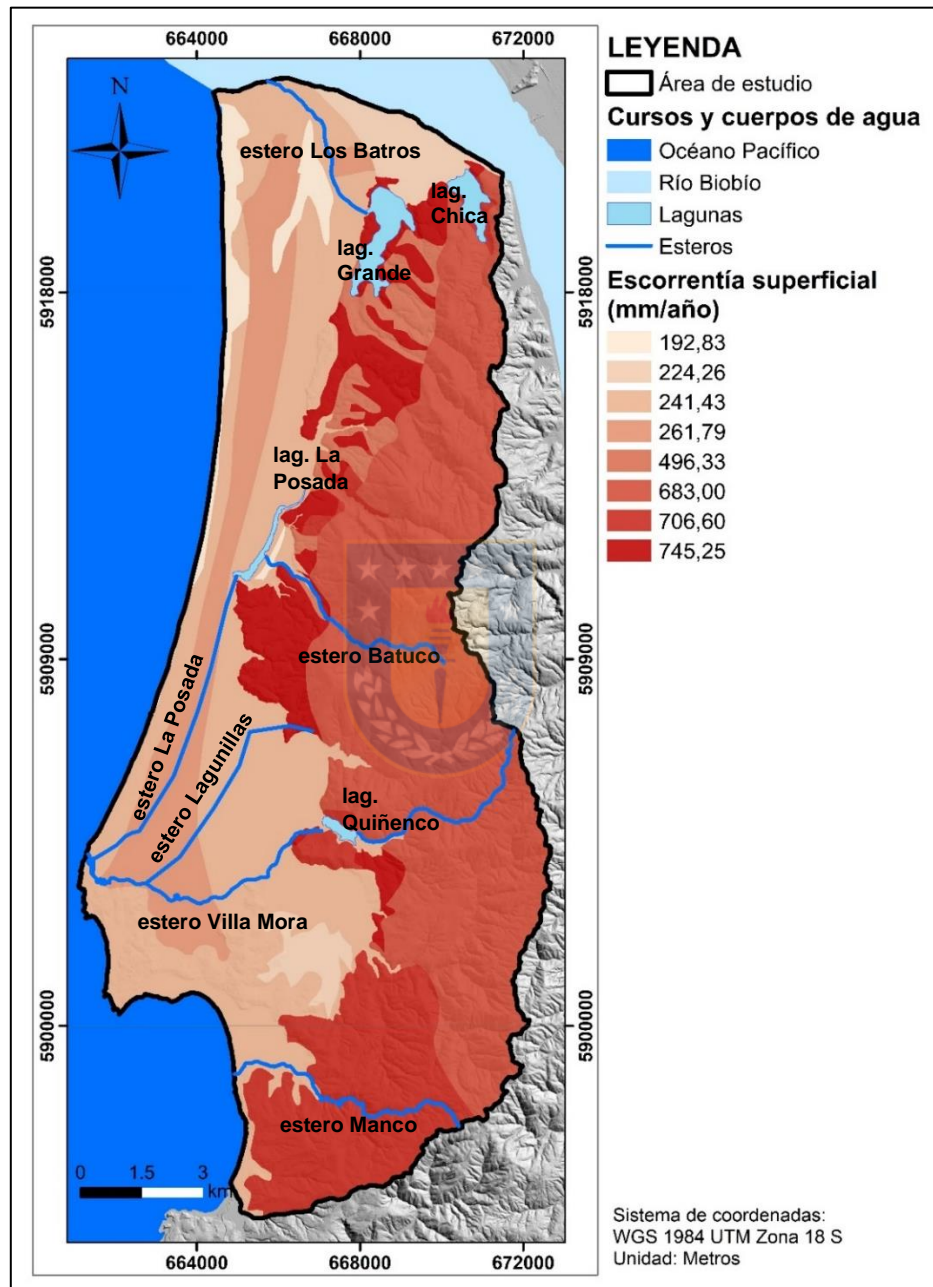 664000
668000
672000
N
estero Los Batros
lag.
Chica
lag.
Grande
5918000
5918000
lag. La
Posada
5909000
5909000
estero Batuco
estero La Posada
estero Lagunillas
lag.
Quiñenco
estero Villa Mora
5900000
5900000
estero Manco
0 1.5 3
km
664000
668000
672000
LEYENDA
Área de estudio
Cursos y cuerpos de agua
Océano Pacífico
Río Biobío
Lagunas
Esteros
Escorrentía superficial
(mm/año)
192,83
224,26
241,43
261,79
496,33
683,00
706,60
745,25
Sistema de coordenadas:
WGS 1984 UTM Zona 18 S
Unidad: Metros